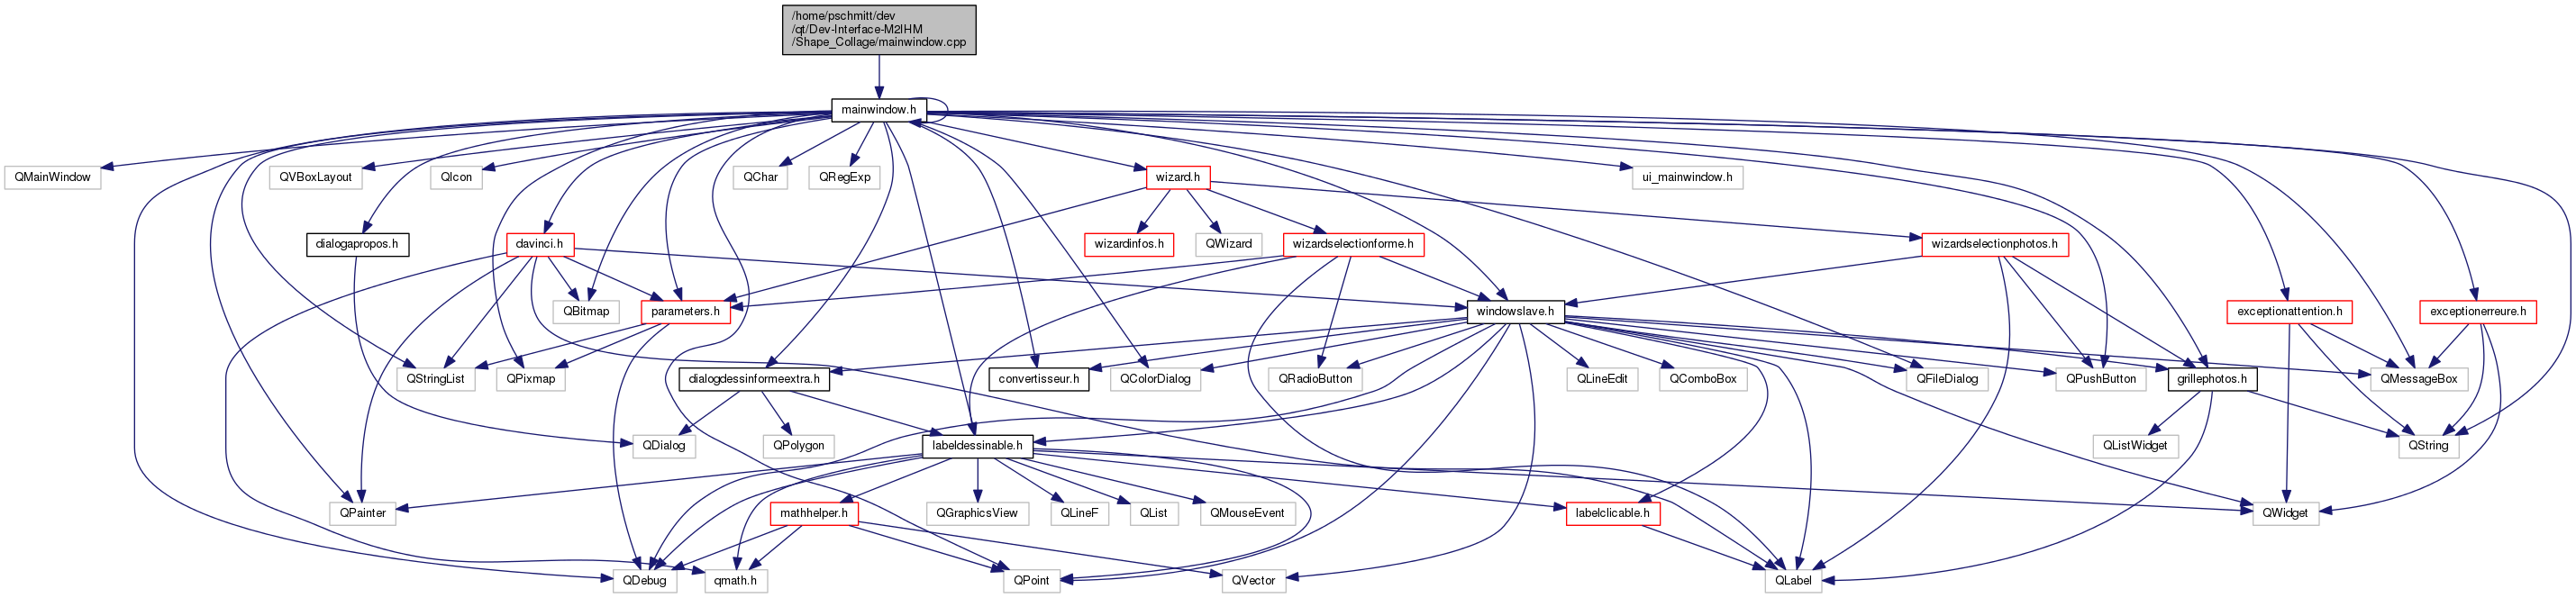 /home/pschmitt/dev
/qt/Dev-Interface-M2IHM
/Shape_Collage/mainwindow.cpp
mainwindow.h
QMainWindow
QVBoxLayout
QIcon
QChar
QRegExp
wizard.h
ui_mainwindow.h
dialogapropos.h
davinci.h
wizardinfos.h
QWizard
wizardselectionforme.h
wizardselectionphotos.h
QBitmap
parameters.h
windowslave.h
exceptionattention.h
exceptionerreure.h
QStringList
QPixmap
dialogdessinformeextra.h
convertisseur.h
QColorDialog
QRadioButton
QLineEdit
QComboBox
QFileDialog
QPushButton
grillephotos.h
QMessageBox
QDialog
QPolygon
labeldessinable.h
QListWidget
QString
QPainter
mathhelper.h
QGraphicsView
QLineF
QList
QMouseEvent
labelclicable.h
QWidget
QDebug
qmath.h
QPoint
QVector
QLabel